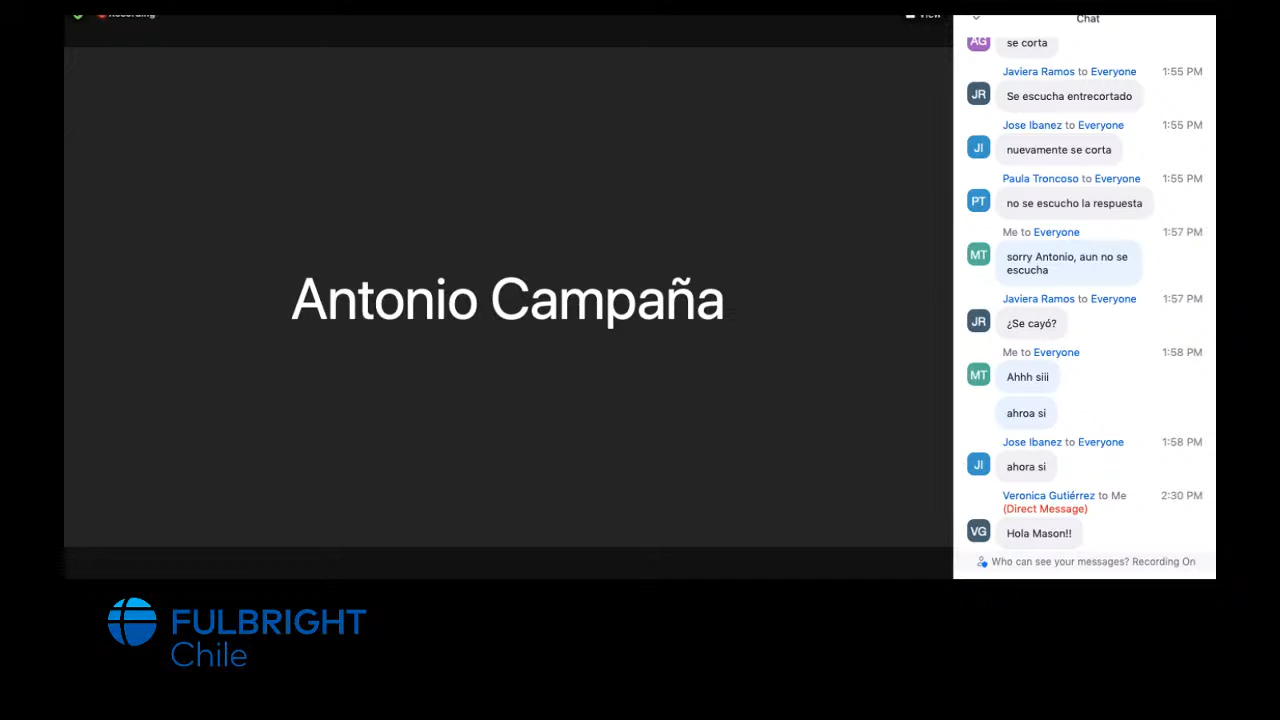 Recording
View
Chat
AG
se corta
Javiera Ramos to Everyone 1:55 PM
JR
Se escucha entrecortado
Jose Ibanez to Everyone 1:55 PM
JI
nuevamente se corta
Paula Troncoso to Everyone 1:55 PM
PT
no se escucho la respuesta
Me to Everyone 1:57 PM
MT
sorry Antonio, aun no se
escucha
Javiera Ramos to Everyone 1:57 PM
JR
¿Se cayó?
Me to Everyone 1:58 PM
MT
Ahhh siii
ahroa si
Jose Ibanez to Everyone 1:58 PM
JI
ahora si
Veronica Gutiérrez to Me 2:30 PM
(Direct Message)
VG
Hola Mason!!
Who can see your messages? Recording On
Antonio Campaña
FULBRIGHT
Chile